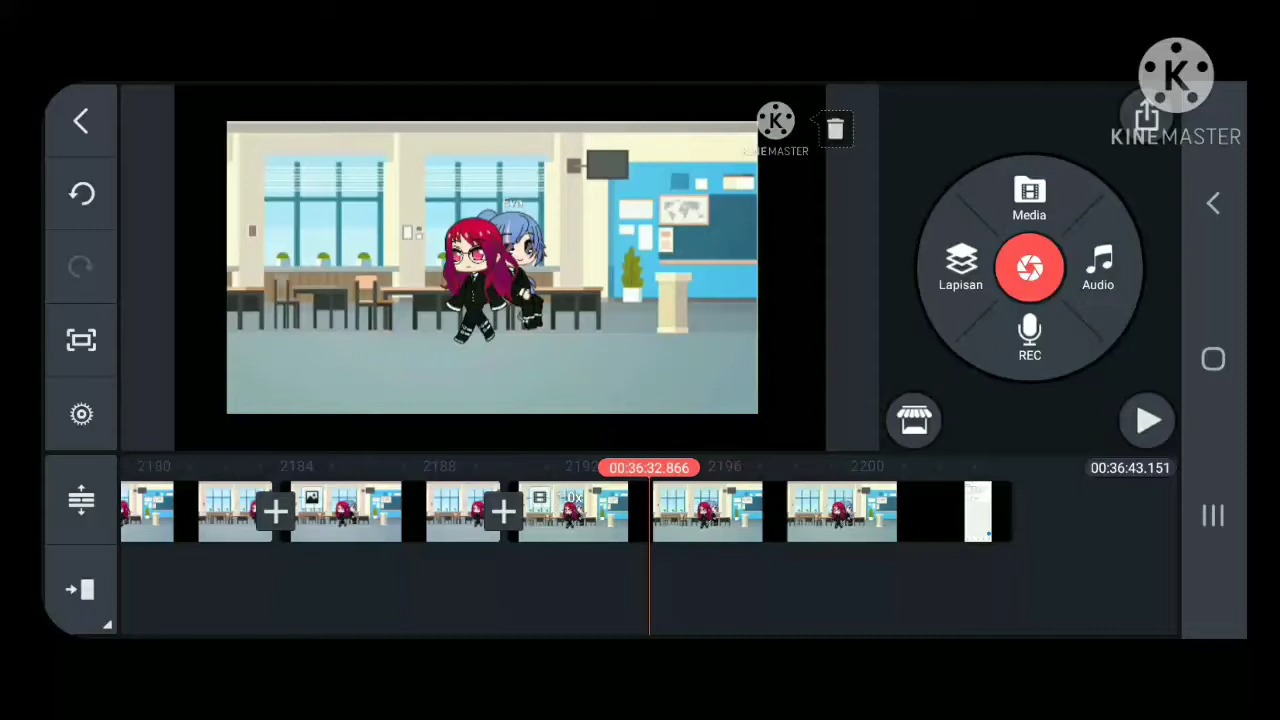 KINEMASTER
K
K
KINEMASTER
Media
Lapisan
Audio
REC
2180
2184
2188
2192
00:36:32.866
2196
2200
00:36:43.151